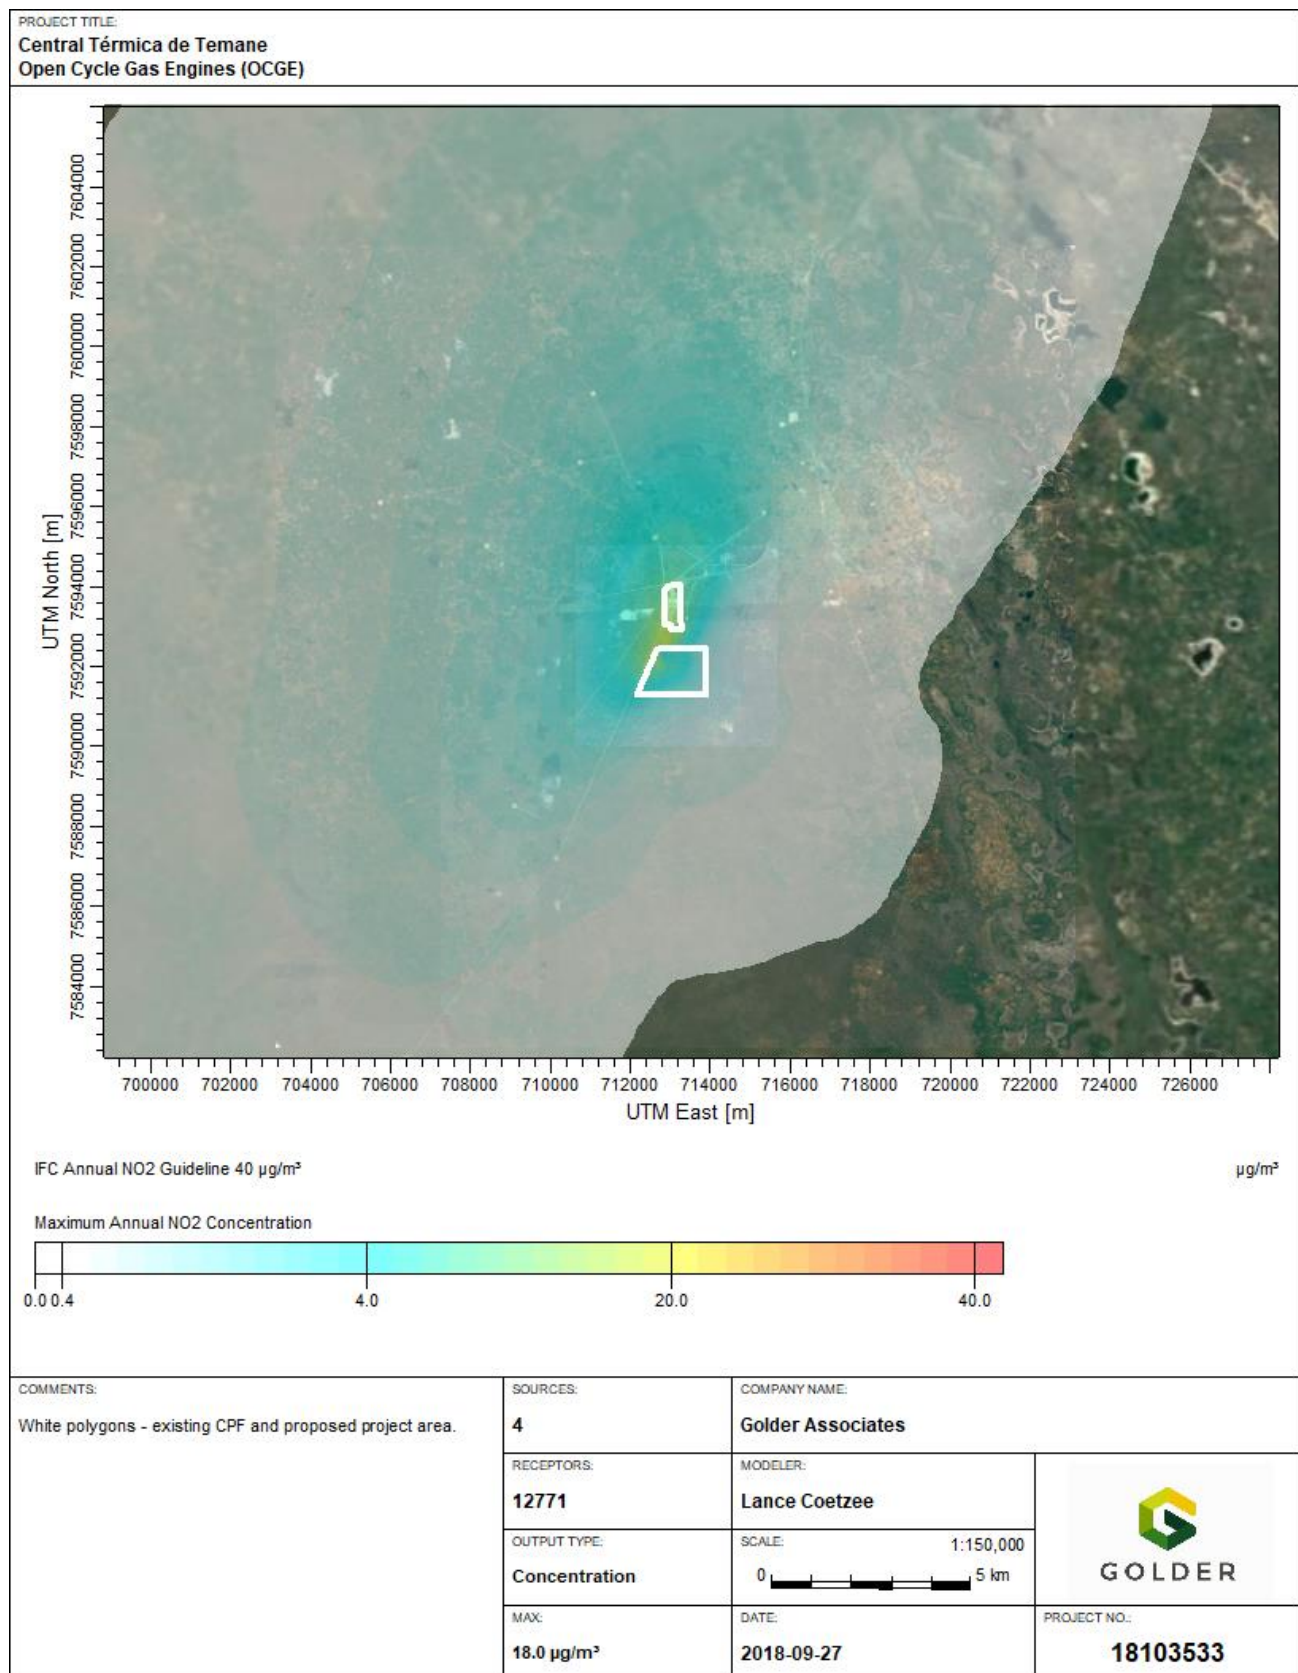 PROJECT TITLE:
Central Térmica de Temane
Open Cycle Gas Engines (OCGE)
UTM North [m]
7604000
7602000
7600000
7598000
7596000
7594000
7592000
7590000
7588000
7586000
7584000
700000 702000 704000 706000 708000 710000 712000 714000 716000 718000 720000 722000 724000 726000
UTM East [m]
IFC Annual NO2 Guideline 40 µg/m³ µg/m³
Maximum Annual NO2 Concentration
0.0 0.4 4.0 20.0 40.0
COMMENTS:
White polygons - existing CPF and proposed project area.
SOURCES:
4
COMPANY NAME:
Golder Associates
RECEPTORS:
12771
MODELER:
Lance Coetzee
OUTPUT TYPE:
Concentration
SCALE: 1:150,000
0 5 km
GOLDER
MAX:
18.0 µg/m³
DATE:
2018-09-27
PROJECT NO.:
18103533